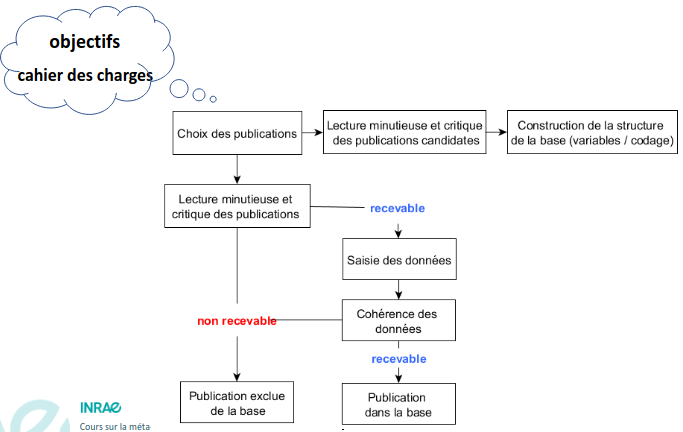 objectifs
cahier des charges
Choix des publications
Lecture minutieuse et critique
des publications candidates
Construction de la structure
de la base (variables / codage)
Lecture minutieuse et
critique des publications
recevable
Saisie des données
non recevable
Cohérence des
données
recevable
Publication exclue
de la base
Publication
dans la base
INRAE
Cours sur la méta